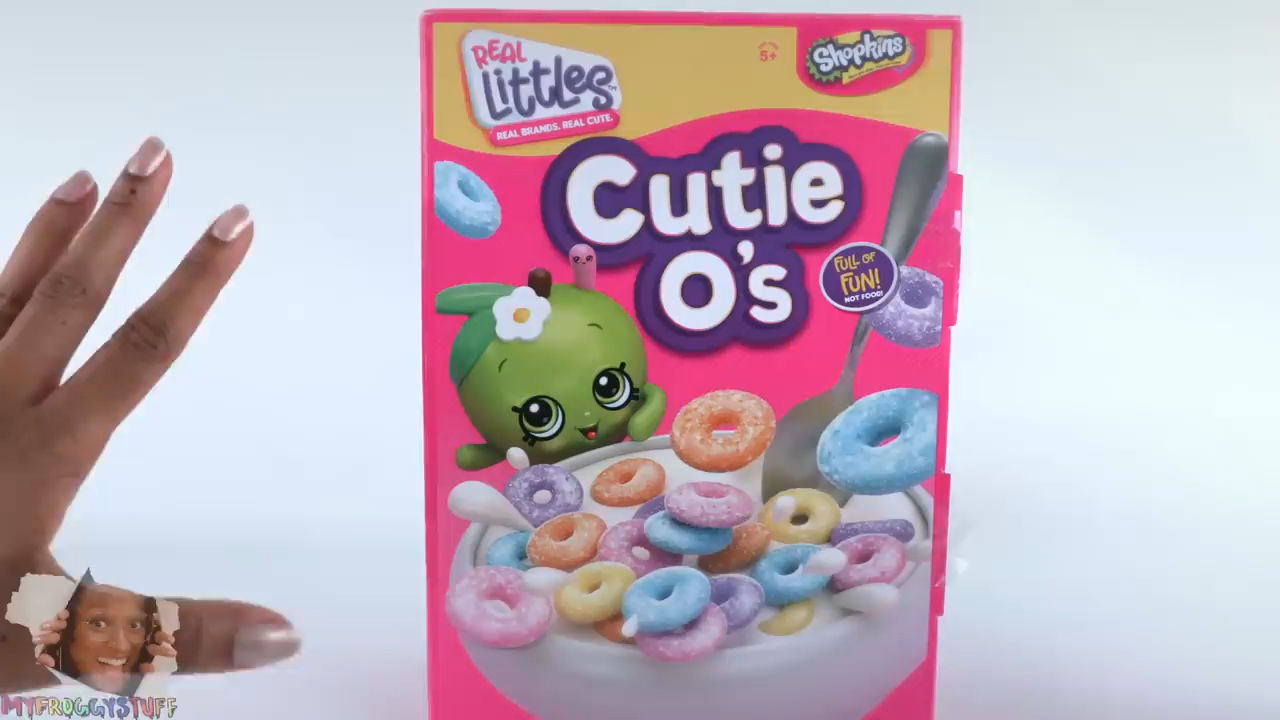 REAL
LittLes
REAL BRANDS. REAL CUTE.
5+
Shopkins
Cutie
O's
FULL OF
FUN!
NOT FOOD!
MYFROGGYSTUFF